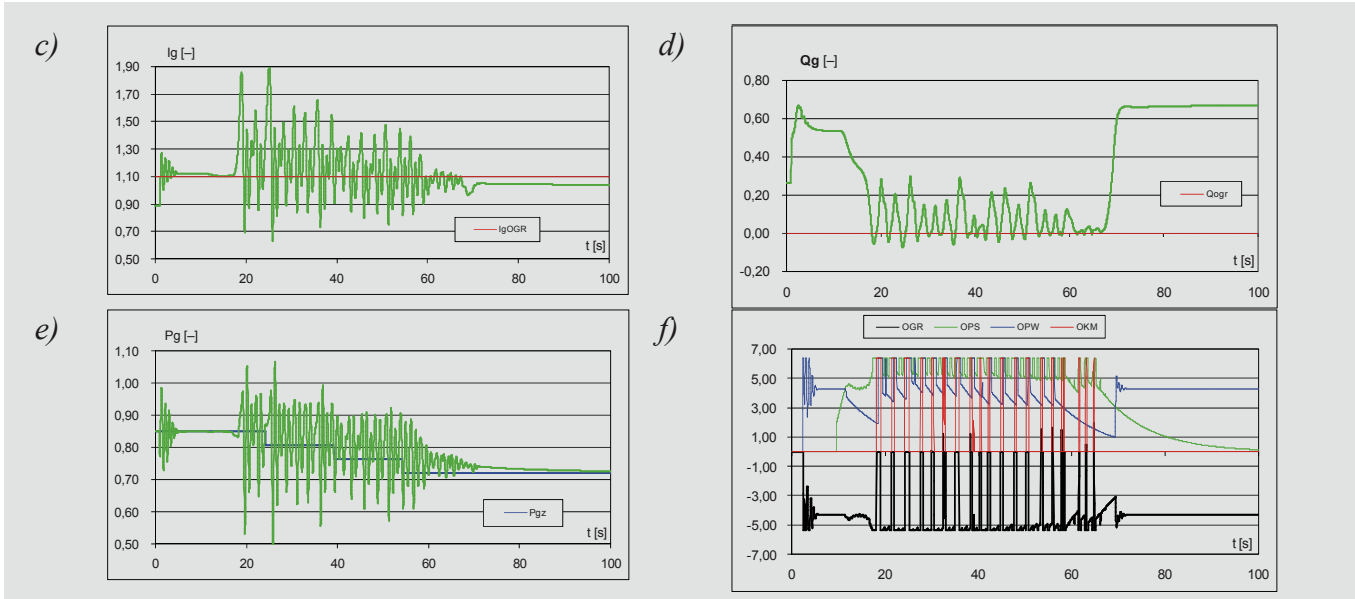 c)
Ig [–]
1,90
1,70
1,50
1,30
1,10
0,90
0,70
0,50
IgOGR
t [s]
0 20 40 60 80 100
d)
Qg [–]
0,80
0,60
0,40
0,20
0,00
-0,20
Qogr
t [s]
0 20 40 60 80 100
e)
Pg [–]
1,10
1,00
0,90
0,80
0,70
0,60
0,50
Pgz
t [s]
0 20 40 60 80 100
f)
OGR OPS OPW OKM
7,00
5,00
3,00
1,00
-1,00
-3,00
-5,00
-7,00
t [s]
0 20 40 60 80 100